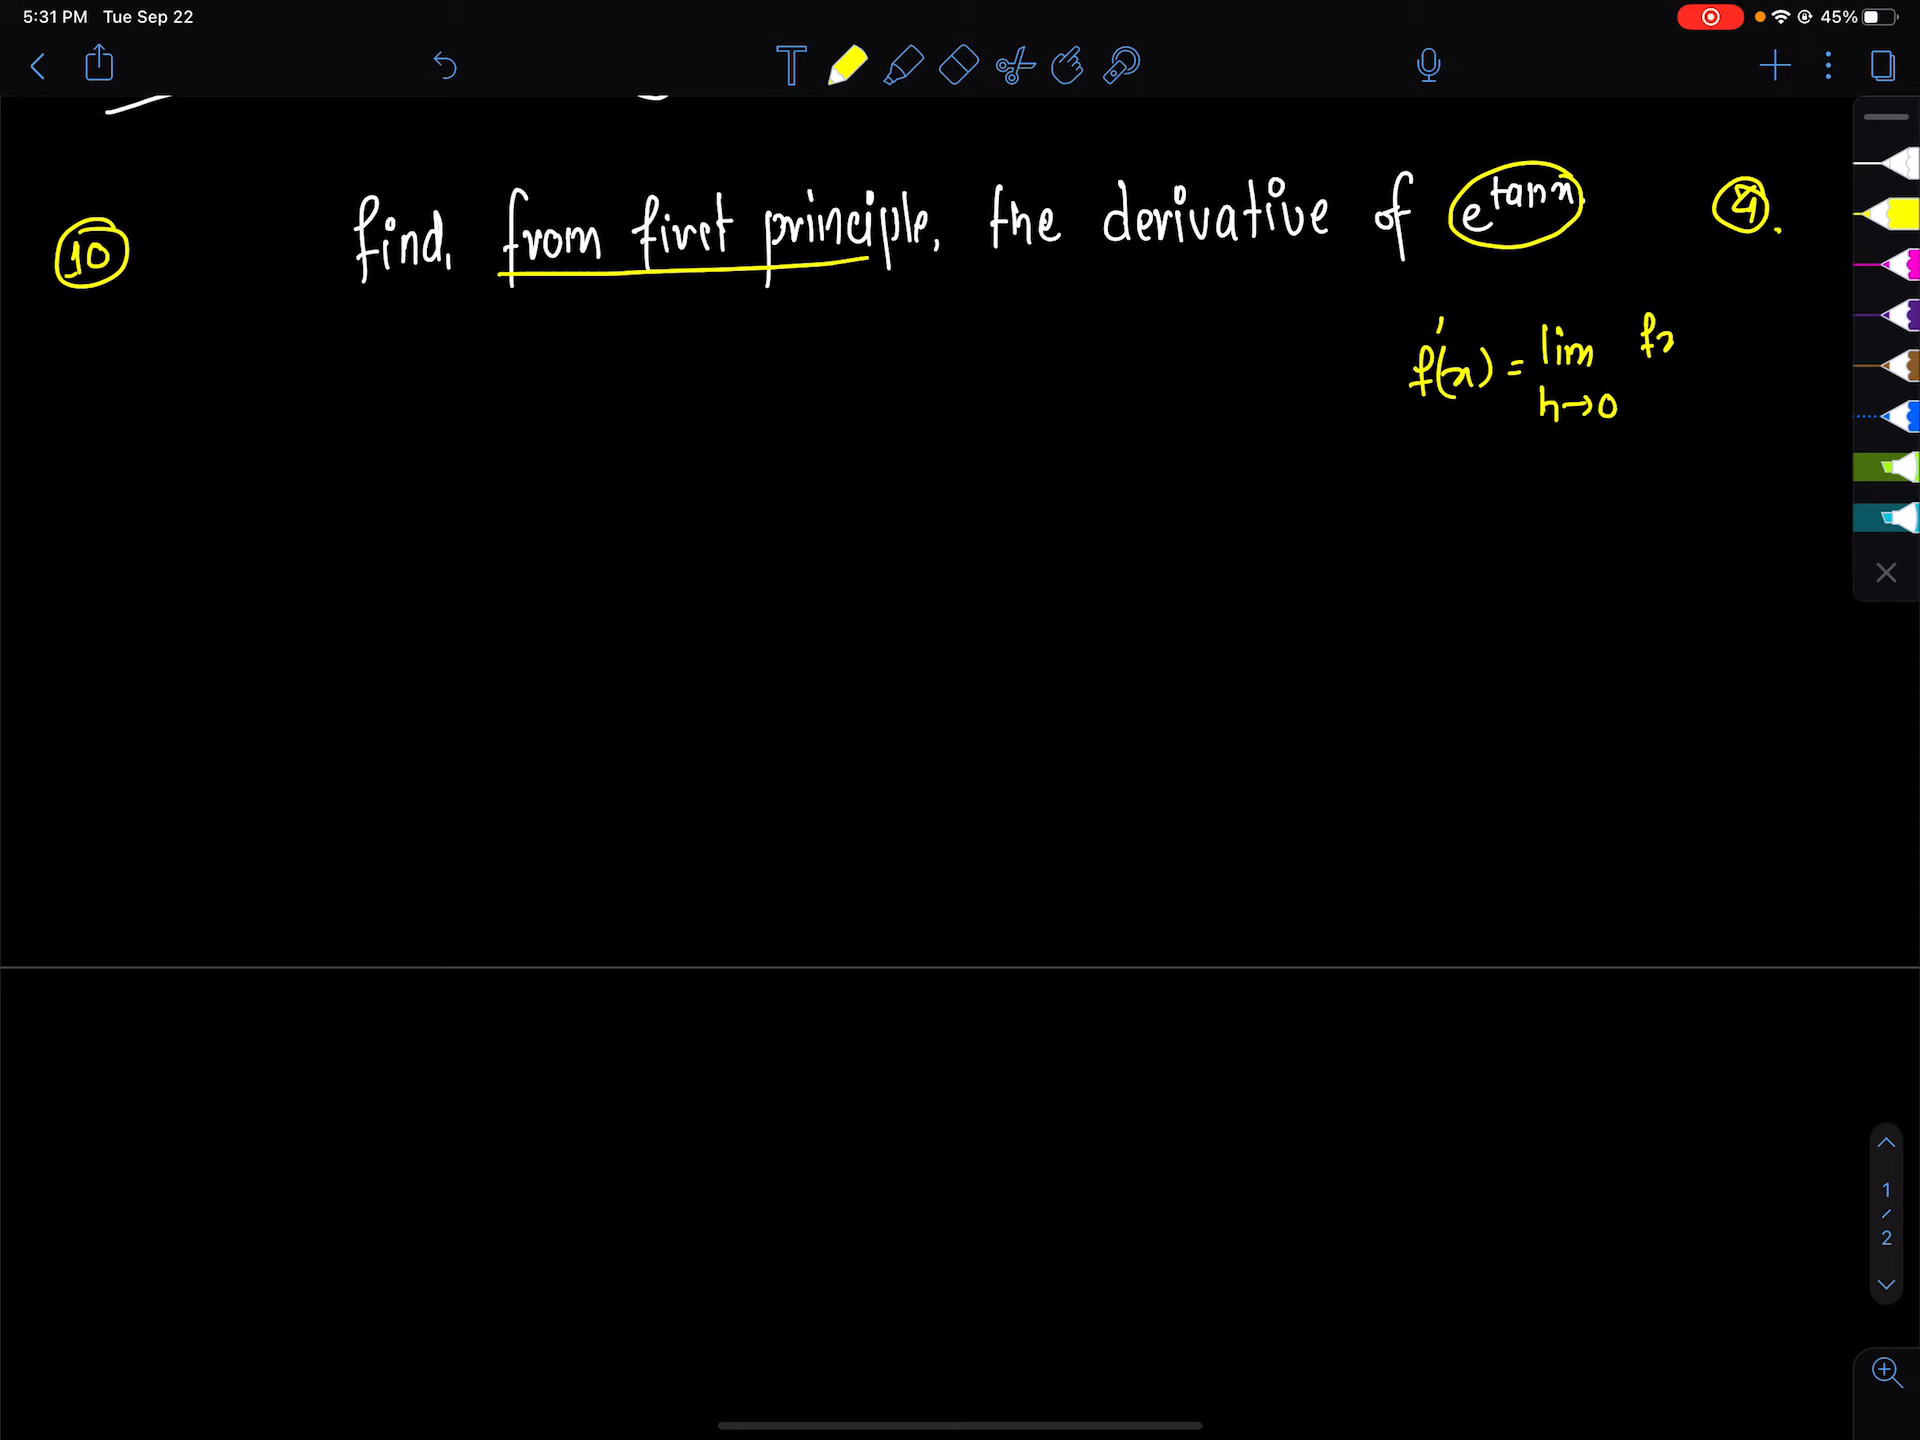 5:31 PM Tue Sep 22
45%
10 find, from first principle, the derivative of e^tanx 4.
f'(x) = lim fx
h→0
1
/
2